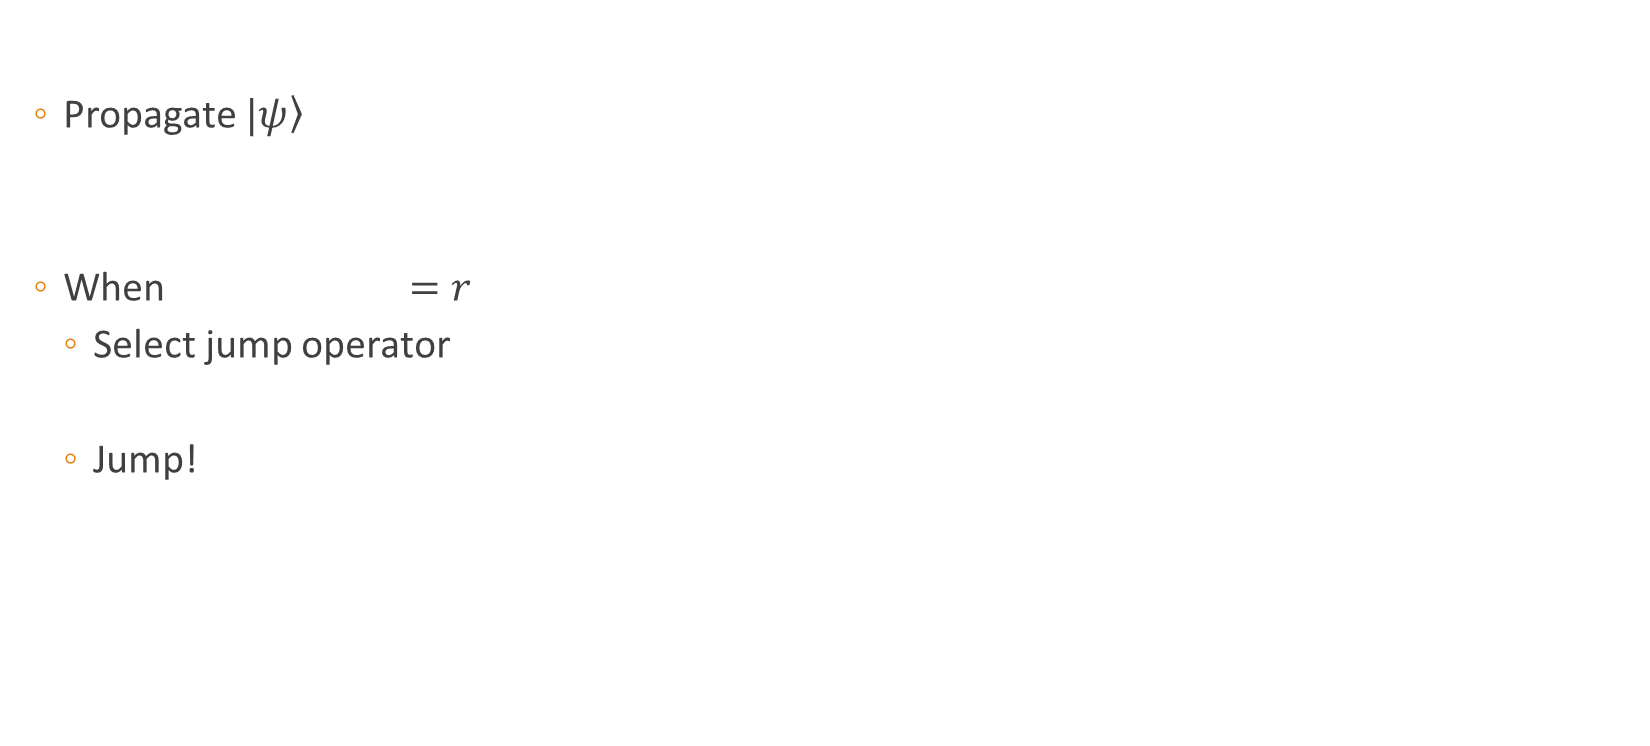 ◦ Propagate |𝜓⟩
◦ When = 𝑟
◦ Select jump operator
◦ Jump!